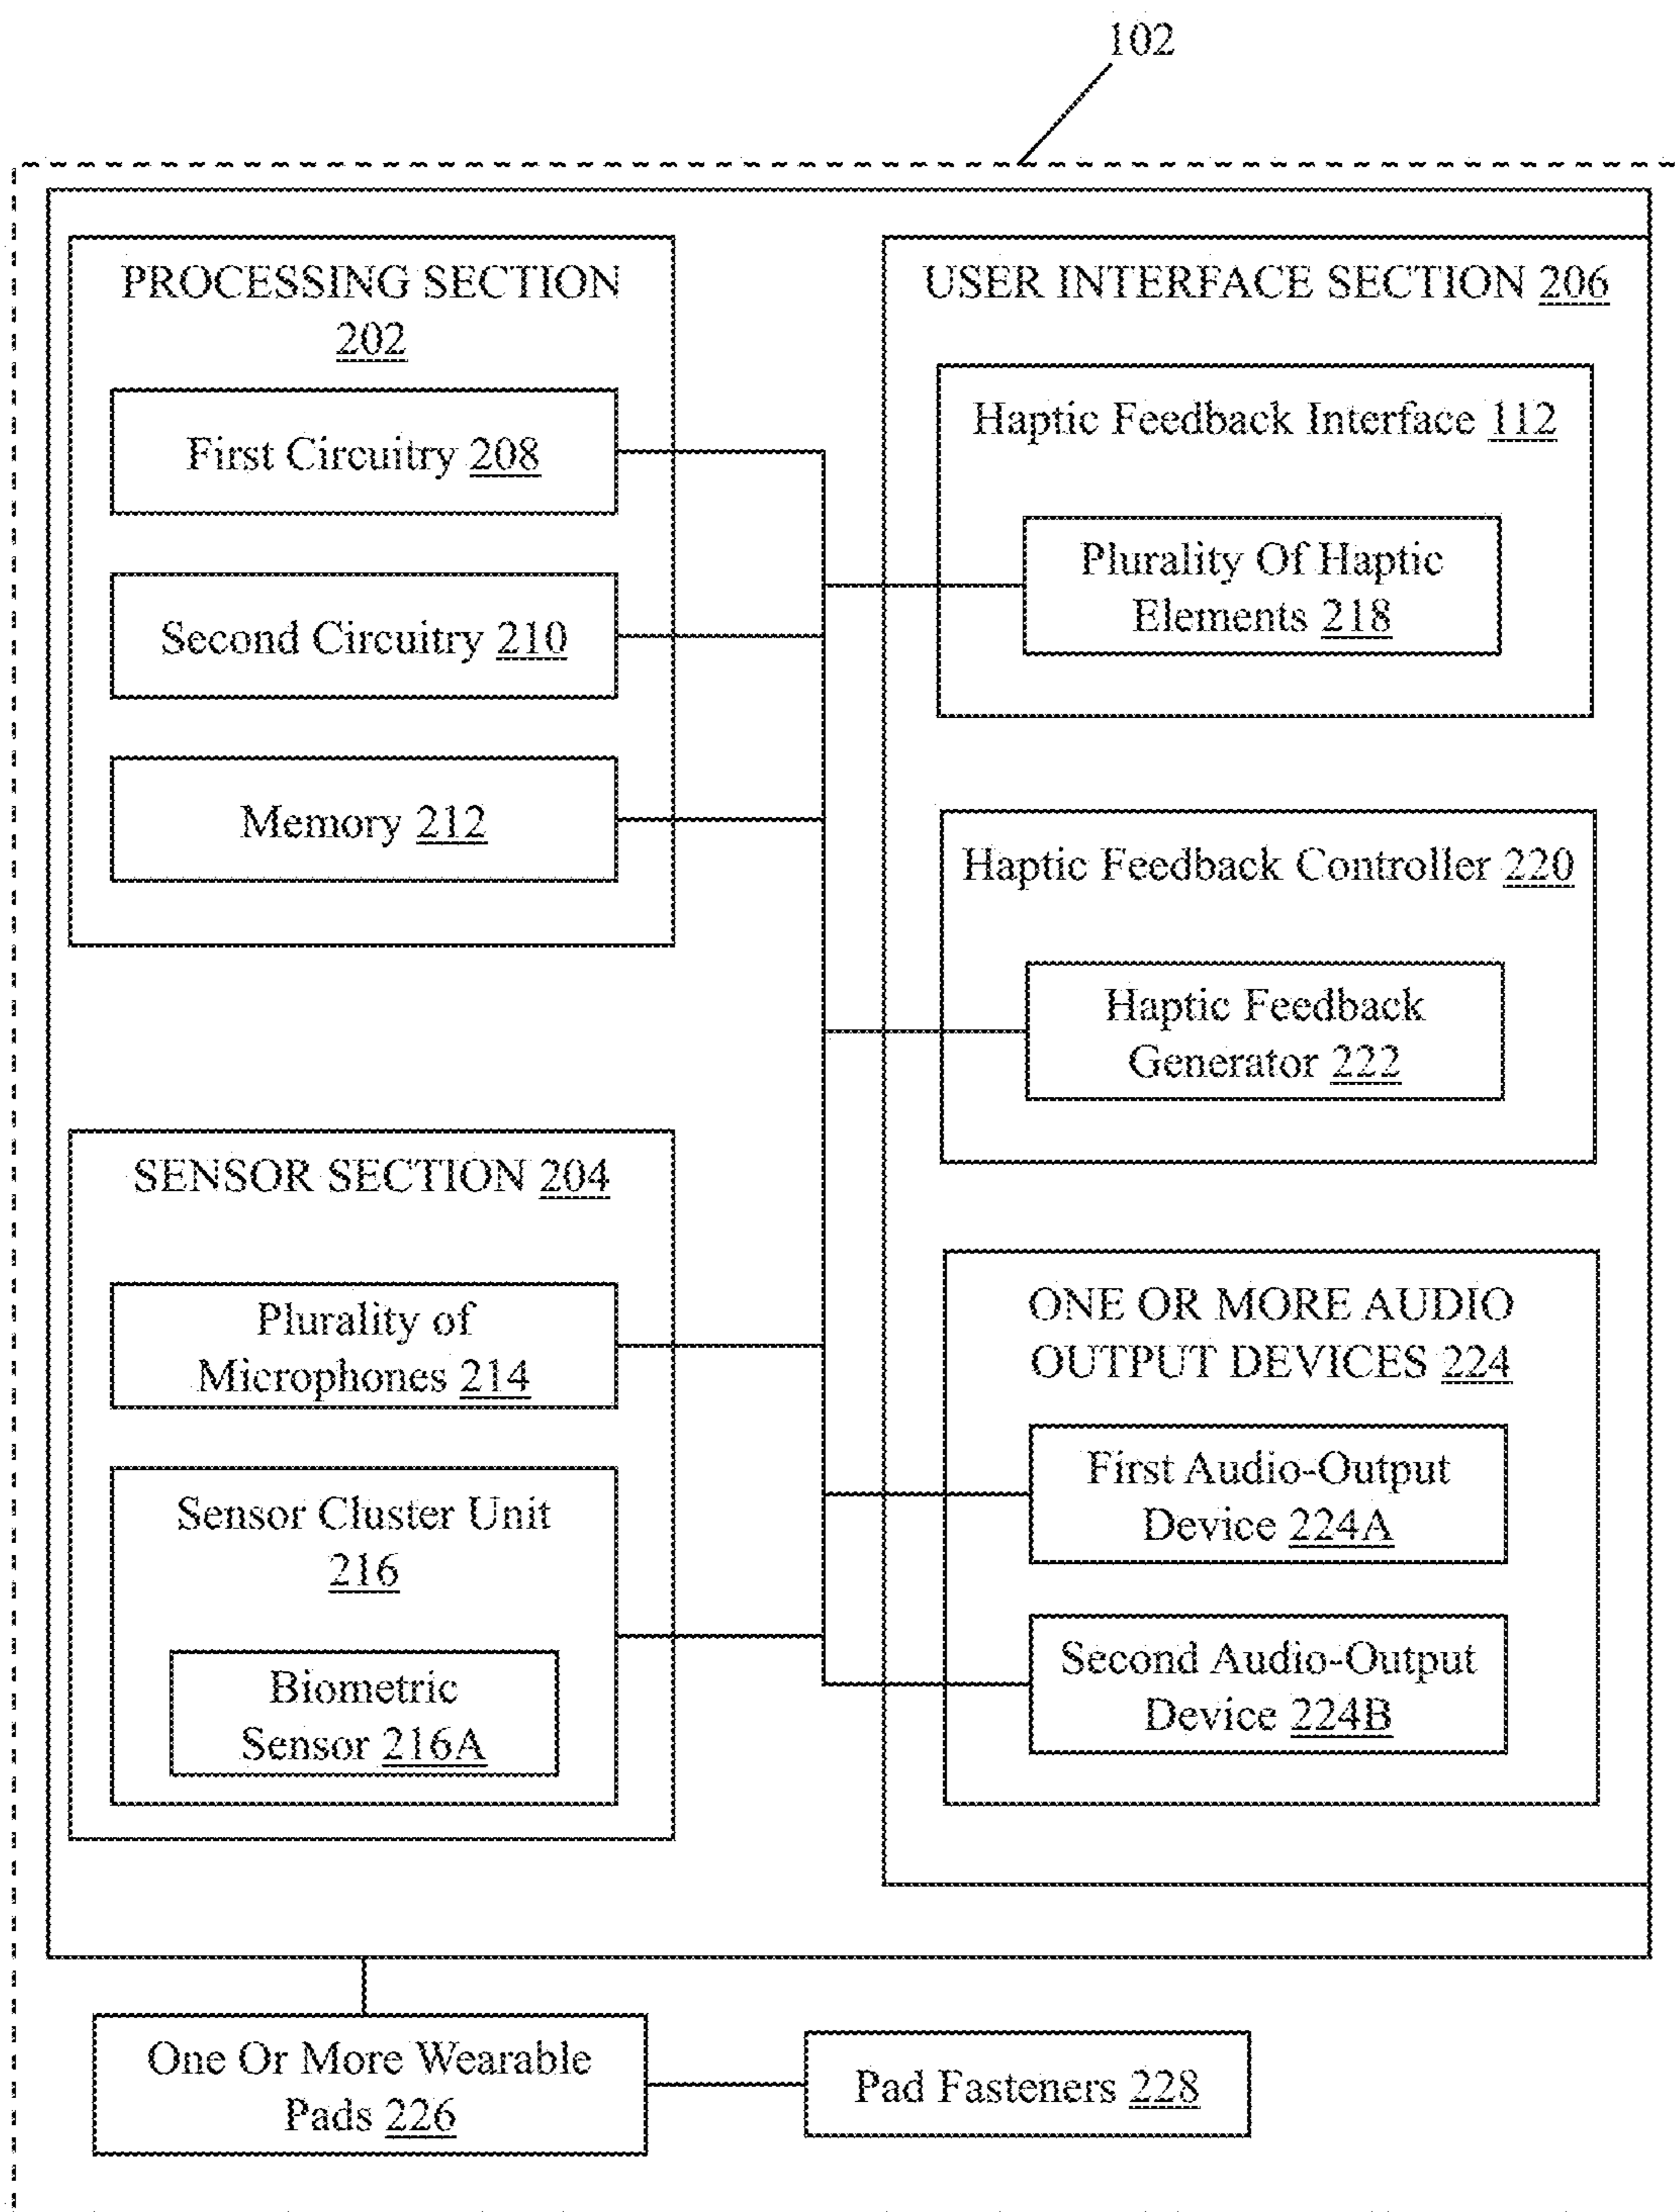 102
PROCESSING SECTION
202
First Circuitry 208
Second Circuitry 210
Memory 212
SENSOR SECTION 204
Plurality of
Microphones 214
Sensor Cluster Unit
216
Biometric
Sensor 216A
USER INTERFACE SECTION 206
Haptic Feedback Interface 112
Plurality Of Haptic
Elements 218
Haptic Feedback Controller 220
Haptic Feedback
Generator 222
ONE OR MORE AUDIO
OUTPUT DEVICES 224
First Audio-Output
Device 224A
Second Audio-Output
Device 224B
One Or More Wearable
Pads 226
Pad Fasteners 228